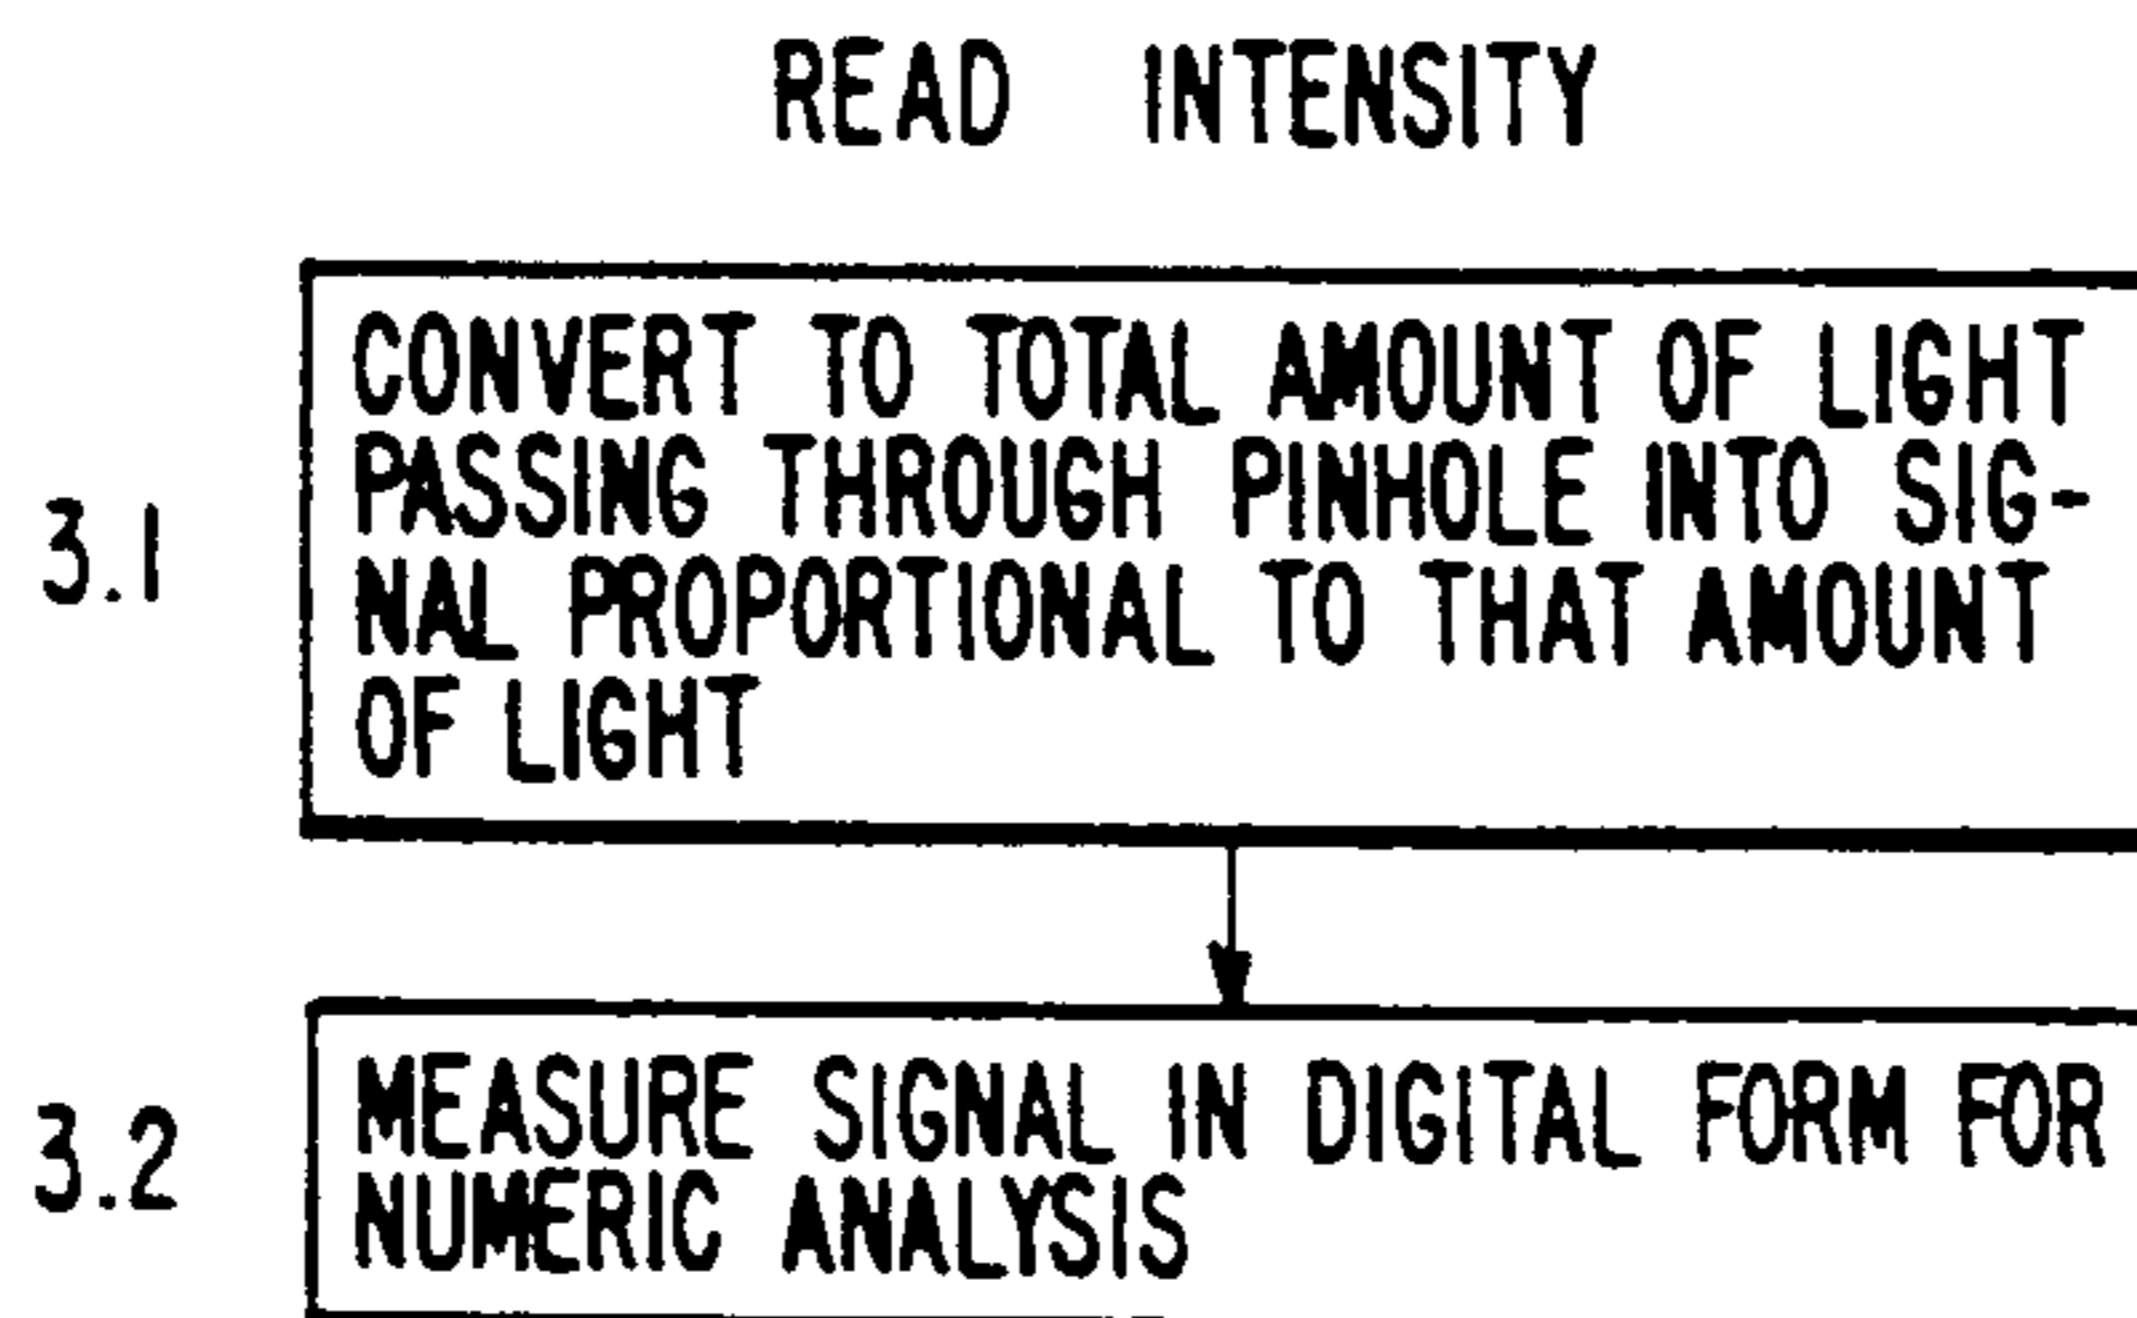 READ INTENSITY
CONVERT TO TOTAL AMOUNT OF LIGHT
PASSING THROUGH PINHOLE INTO SIG-
3.1
NAL PROPORTIONAL TO THAT AMOUNT
OF LIGHT
MEASURE SIGNAL IN DIGITAL FORM FOR
3.2
NUMERIC ANALYSIS